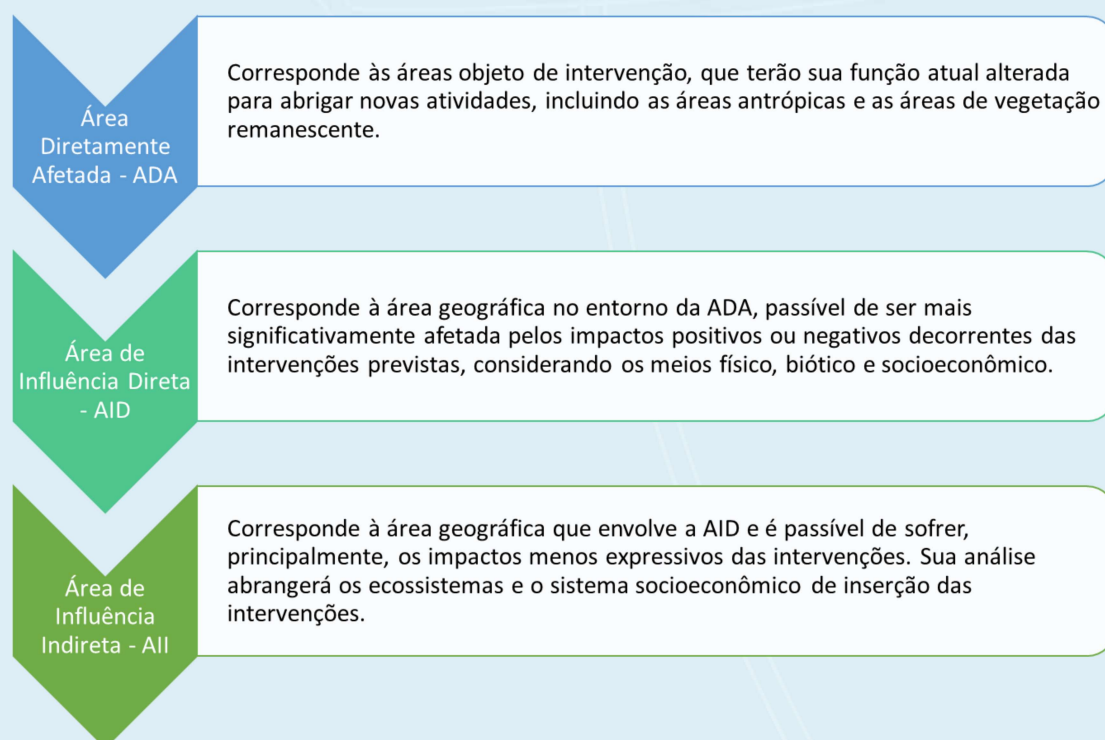 Área
Diretamente
Afetada - ADA
Corresponde às áreas objeto de intervenção, que terão sua função atual alterada
para abrigar novas atividades, incluindo as áreas antrópicas e as áreas de vegetação
remanescente.
Área de
Influência Direta
- AID
Corresponde à área geográfica no entorno da ADA, passível de ser mais
significativamente afetada pelos impactos positivos ou negativos decorrentes das
intervenções previstas, considerando os meios físico, biótico e socioeconômico.
Área de
Influência
Indireta - AII
Corresponde à área geográfica que envolve a AID e é passível de sofrer,
principalmente, os impactos menos expressivos das intervenções. Sua análise
abrangerá os ecossistemas e o sistema socioeconômico de inserção das
intervenções.